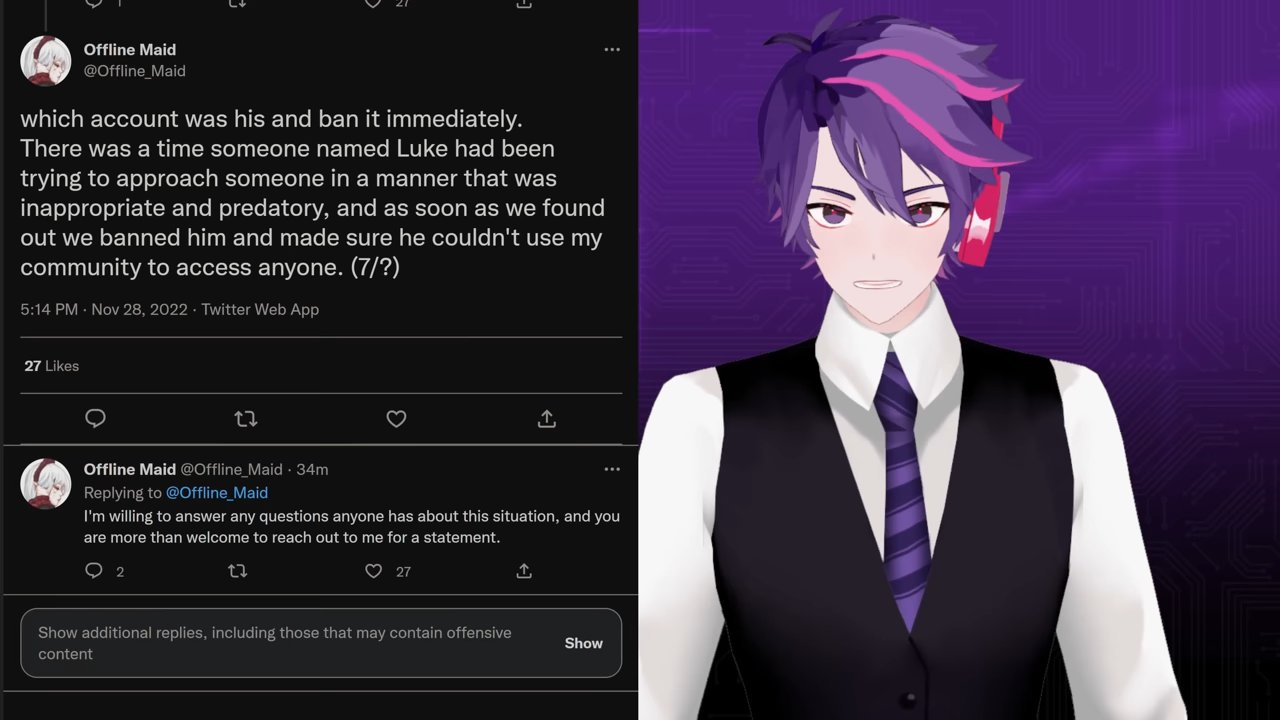 1 27
Offline Maid
@Offline_Maid
which account was his and ban it immediately.
There was a time someone named Luke had been
trying to approach someone in a manner that was
inappropriate and predatory, and as soon as we found
out we banned him and made sure he couldn't use my
community to access anyone. (7/?)
5:14 PM · Nov 28, 2022 · Twitter Web App
27 Likes
Offline Maid @Offline_Maid · 34m
Replying to @Offline_Maid
I'm willing to answer any questions anyone has about this situation, and you
are more than welcome to reach out to me for a statement.
2 27
Show additional replies, including those that may contain offensive
content
Show